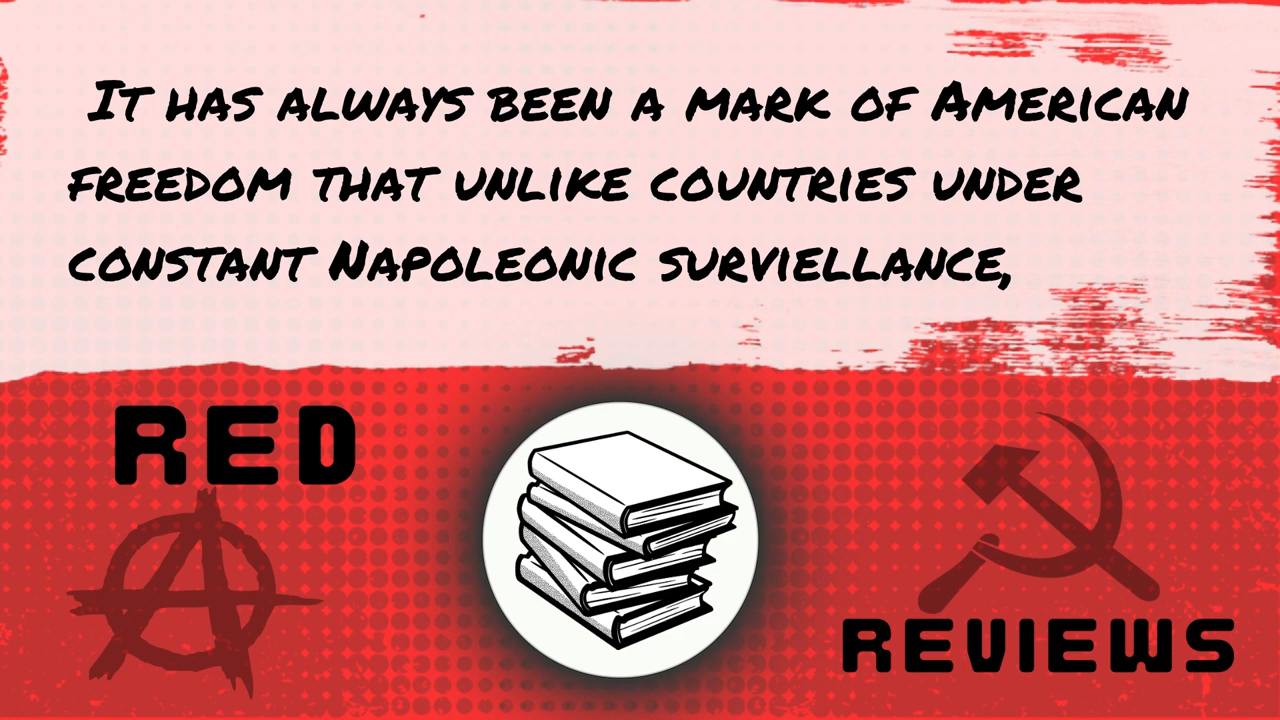 It has always been a mark of American
freedom that unlike countries under
constant Napoleonic surviellance,
RED
REVIEWS